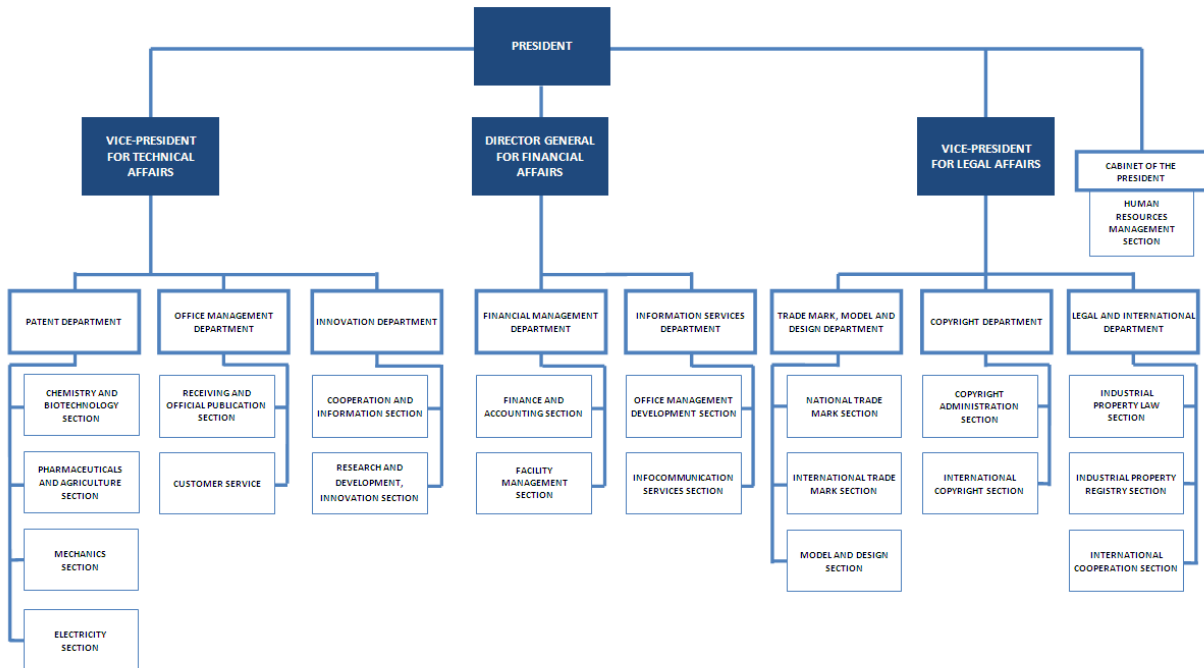 PRESIDENT
VICE-PRESIDENT
FOR TECHNICAL
AFFAIRS
DIRECTOR GENERAL
FOR FINANCIAL
AFFAIRS
VICE-PRESIDENT
FOR LEGAL AFFAIRS
CABINET OF THE
PRESIDENT
HUMAN
RESOURCES
MANAGEMENT
SECTION
PATENT DEPARTMENT
OFFICE MANAGEMENT
DEPARTMENT
INNOVATION DEPARTMENT
FINANCIAL MANAGEMENT
DEPARTMENT
INFORMATION SERVICES
DEPARTMENT
TRADE MARK, MODEL AND
DESIGN DEPARTMENT
COPYRIGHT DEPARTMENT
LEGAL AND INTERNATIONAL
DEPARTMENT
CHEMISTRY AND
BIOTECHNOLOGY
SECTION
RECEIVING AND
OFFICIAL PUBLICATION
SECTION
COOPERATION AND
INFORMATION SECTION
FINANCE AND
ACCOUNTING SECTION
OFFICE MANAGEMENT
DEVELOPMENT SECTION
NATIONAL TRADE
MARK SECTION
COPYRIGHT
ADMINISTRATION
SECTION
INDUSTRIAL
PROPERTY LAW
SECTION
PHARMACEUTICALS
AND AGRICULTURE
SECTION
CUSTOMER SERVICE
RESEARCH AND
DEVELOPMENT,
INNOVATION SECTION
FACILITY
MANAGEMENT
SECTION
INFOCOMMUNICATION
SERVICES SECTION
INTERNATIONAL TRADE
MARK SECTION
INTERNATIONAL
COPYRIGHT SECTION
INDUSTRIAL PROPERTY
REGISTRY SECTION
MECHANICS
SECTION
MODEL AND DESIGN
SECTION
INTERNATIONAL
COOPERATION SECTION
ELECTRICITY
SECTION